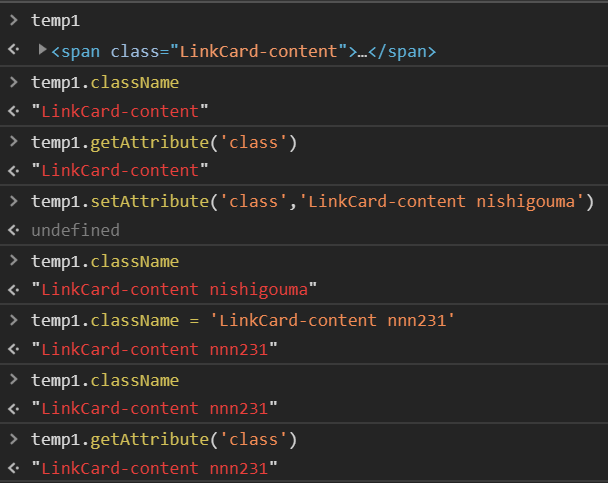 > temp1
<· ▶<span class="LinkCard-content">…</span>
> temp1.className
<· "LinkCard-content"
> temp1.getAttribute('class')
<· "LinkCard-content"
> temp1.setAttribute('class','LinkCard-content nishigouma')
<· undefined
> temp1.className
<· "LinkCard-content nishigouma"
> temp1.className = 'LinkCard-content nnn231'
<· "LinkCard-content nnn231"
> temp1.className
<· "LinkCard-content nnn231"
> temp1.getAttribute('class')
<· "LinkCard-content nnn231"